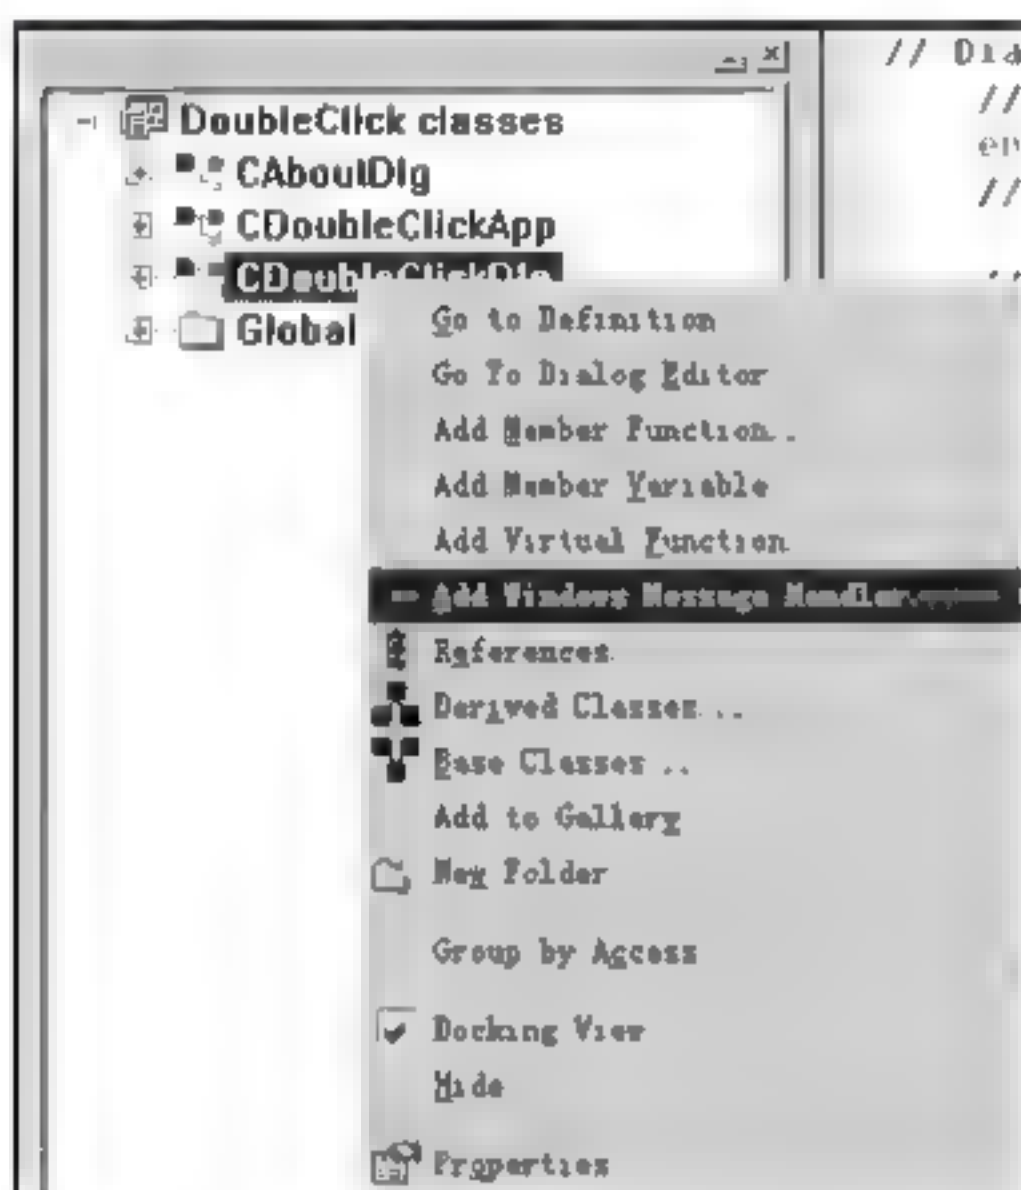 // Dia
//
DoubleClick classes
CAboutDlg
//
CDoubleClickApp
CDoubleClickDlg
Global
Go to Definition
Go To Dialog Editor
Add Member Function..
Add Member Variable
Add Virtual Function
Add Windows Message Handler...
References
Derived Classes...
Base Classes ..
Add to Gallery
New Folder
Group by Access
Docking View
Hide
Properties